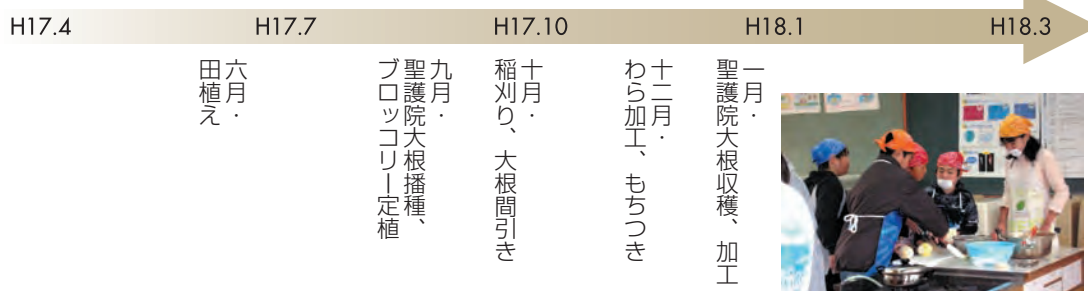 H17.4
H17.7
H17.10
H18.1
H18.3
六月・
田植え
九月・
聖護院大根播種、
ブロッコリー定植
十月・
稲刈り、大根間引き
十二月・
わら加工、もちつき
一月・
聖護院大根収穫、加工